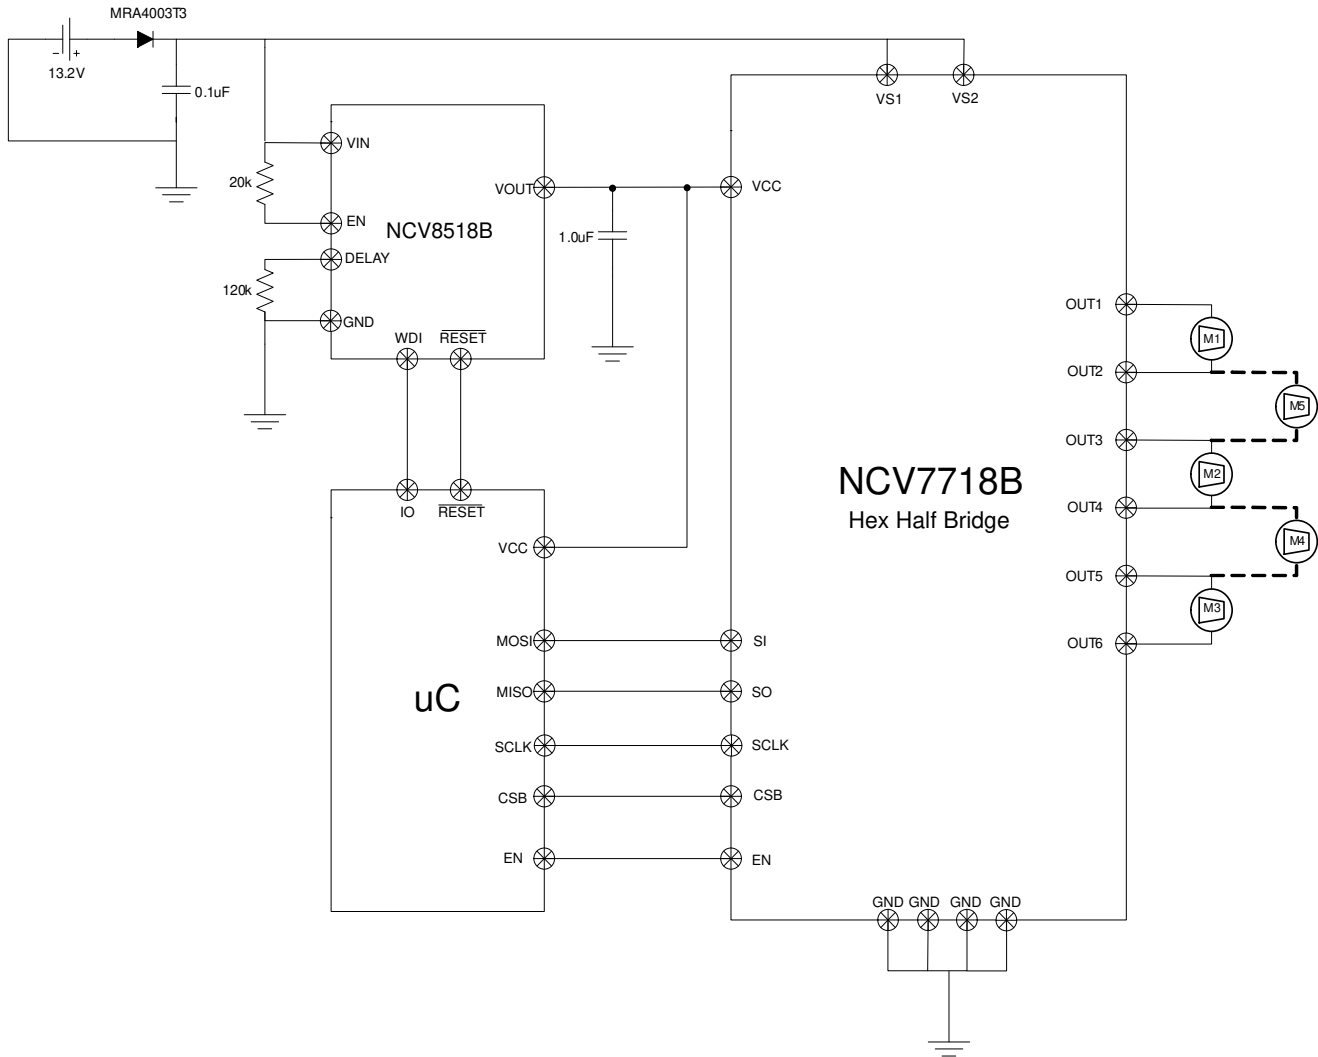 MRA4003T3
− +
13.2V
0.1uF
VS1
VS2
VIN
20k
EN
VOUT
VCC
NCV8518B
1.0uF
DELAY
120k
GND
WDI
RESET
OUT1
M1
OUT2
M5
OUT3
M2
NCV7718B
Hex Half Bridge
OUT4
M4
OUT5
M3
OUT6
IO
RESET
VCC
MOSI
SI
uC
MISO
SO
SCLK
SCLK
CSB
CSB
EN
EN
GND GND GND GND